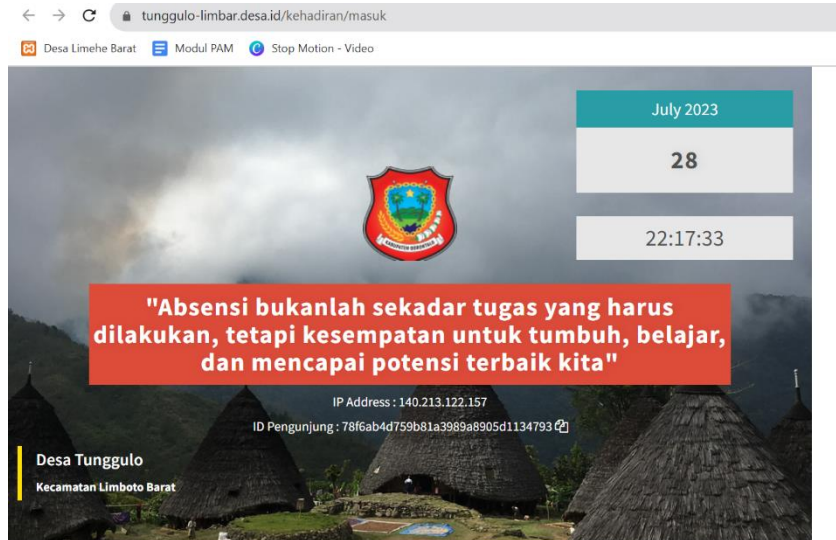 tunggulo-limbar.desa.id/kehadiran/masuk
Desa Limehe Barat Modul PAM Stop Motion - Video
July 2023
28
22:17:33
KABUPATEN GORONTALO
"Absensi bukanlah sekadar tugas yang harus
dilakukan, tetapi kesempatan untuk tumbuh, belajar,
dan mencapai potensi terbaik kita"
IP Address : 140.213.122.157
ID Pengunjung : 78f6ab4d759b81a3989a8905d1134793
Desa Tunggulo
Kecamatan Limboto Barat